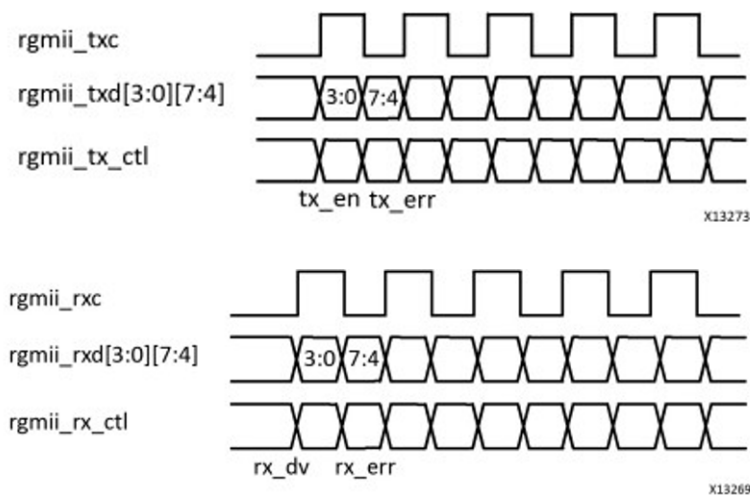 rgmii_txc
rgmii_txd[3:0][7:4] 3:0 7:4
rgmii_tx_ctl
tx_en tx_err
X13273
rgmii_rxc
rgmii_rxd[3:0][7:4] 3:0 7:4
rgmii_rx_ctl
rx_dv rx_err
X13269